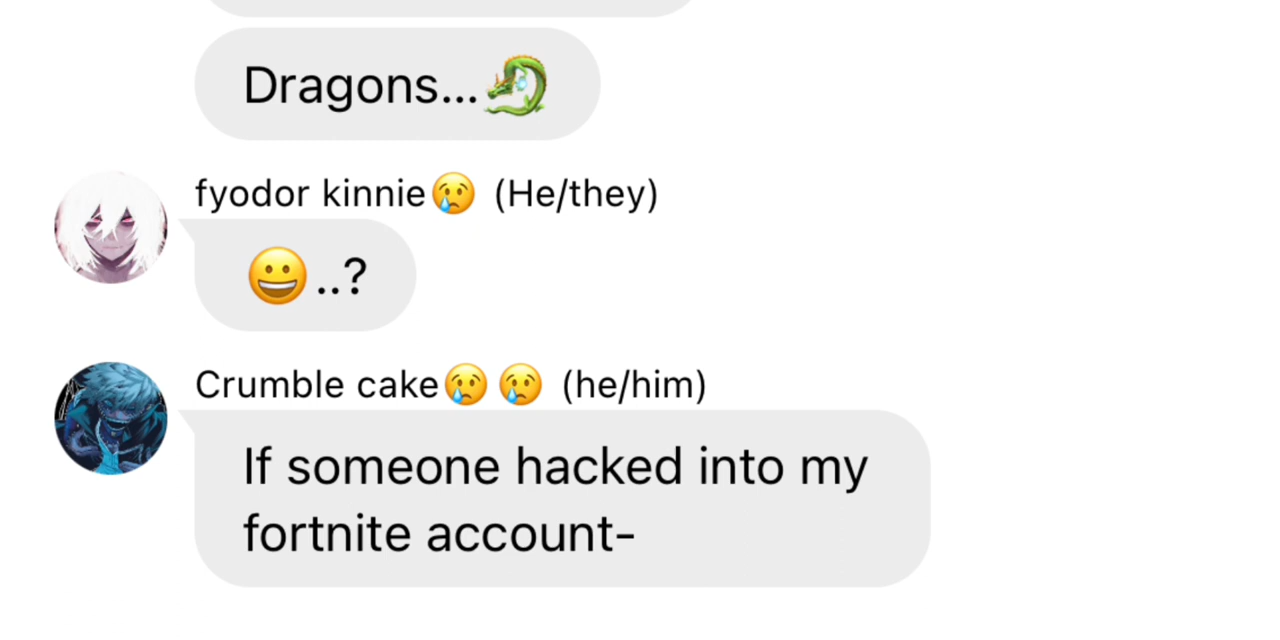 Dragons...🐉
fyodor kinnie😢 (He/they)
😀..?
Crumble cake😢😢 (he/him)
If someone hacked into my
fortnite account-